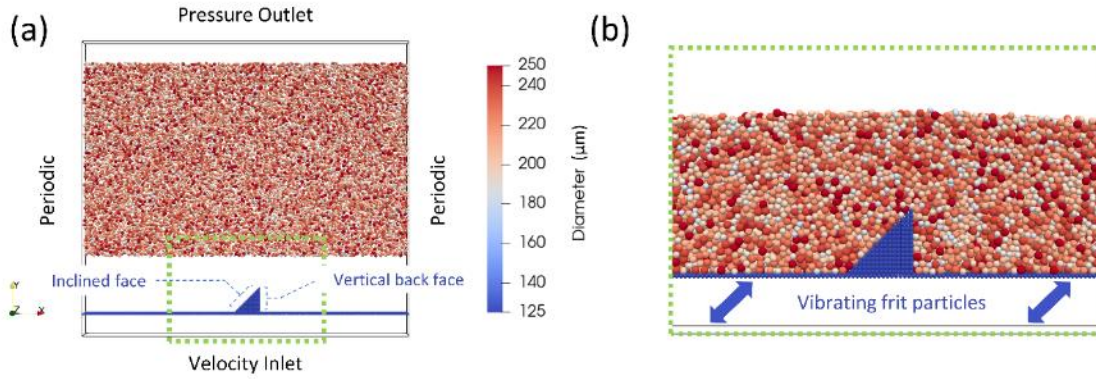 (a)
Pressure Outlet
Periodic
Periodic
Inclined face
Vertical back face
Y
Z
X
Velocity Inlet
250
240
220
200
180
160
140
125
Diameter (μm)
(b)
Vibrating frit particles